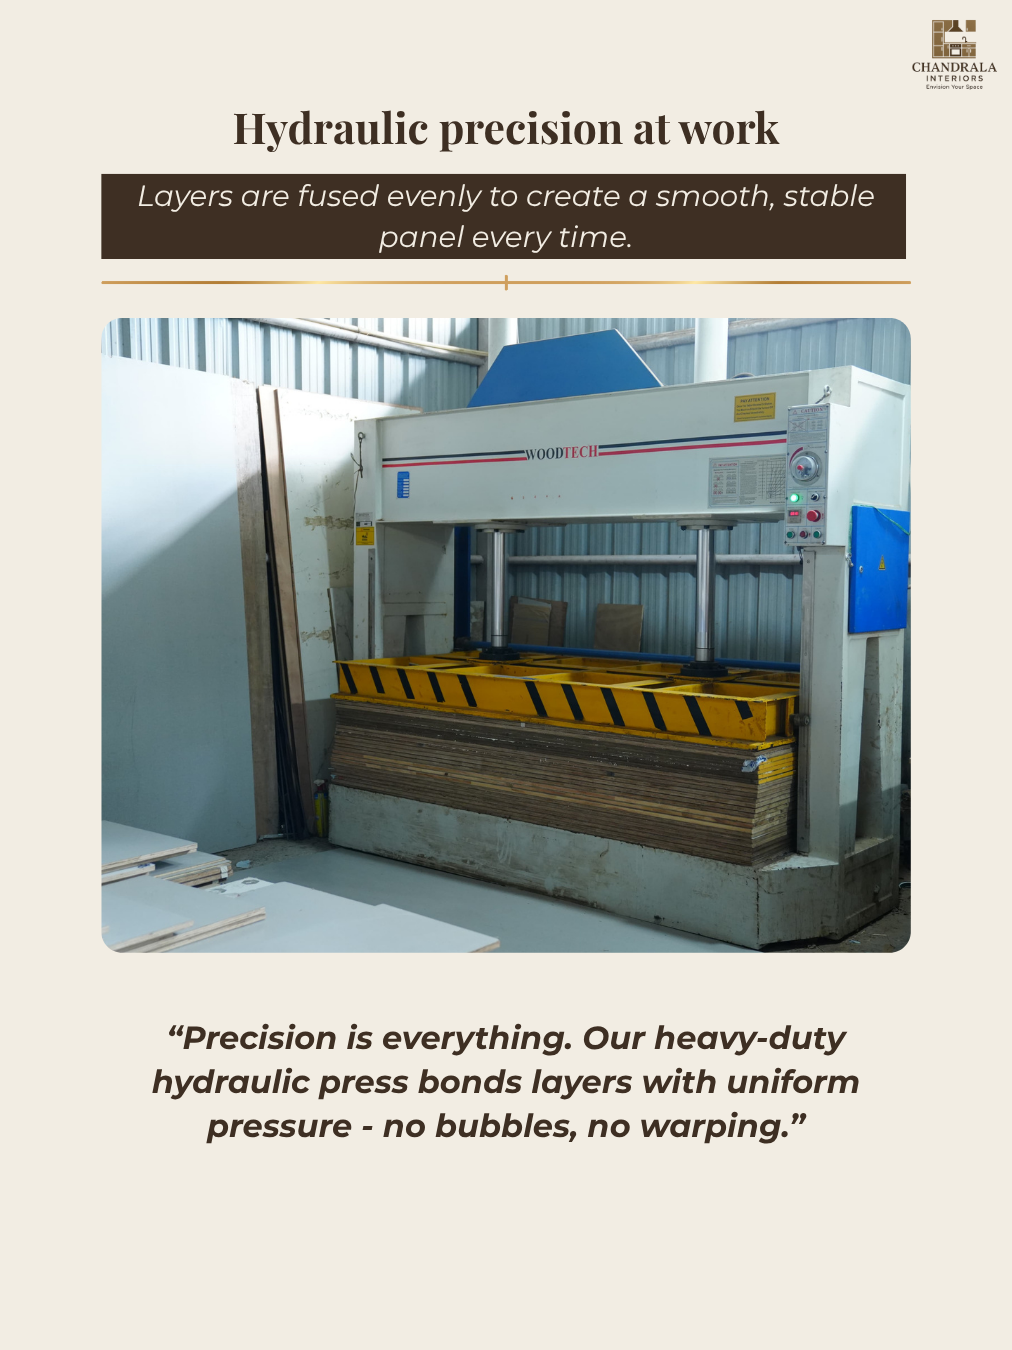 CHANDRALA
INTERIORS
Envision Your Space
Hydraulic precision at work
Layers are fused evenly to create a smooth, stable
panel every time.
WOODTECH
“Precision is everything. Our heavy-duty
hydraulic press bonds layers with uniform
pressure - no bubbles, no warping.”